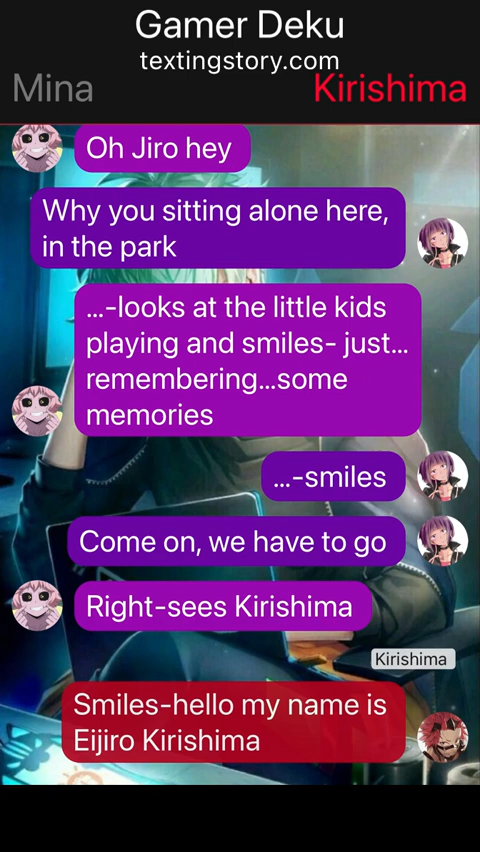 Gamer Deku
textingstory.com
Mina
Kirishima
Oh Jiro hey
Why you sitting alone here,
in the park
...-looks at the little kids
playing and smiles- just...
remembering...some
memories
...-smiles
Come on, we have to go
Right-sees Kirishima
Kirishima
Smiles-hello my name is
Eijiro Kirishima